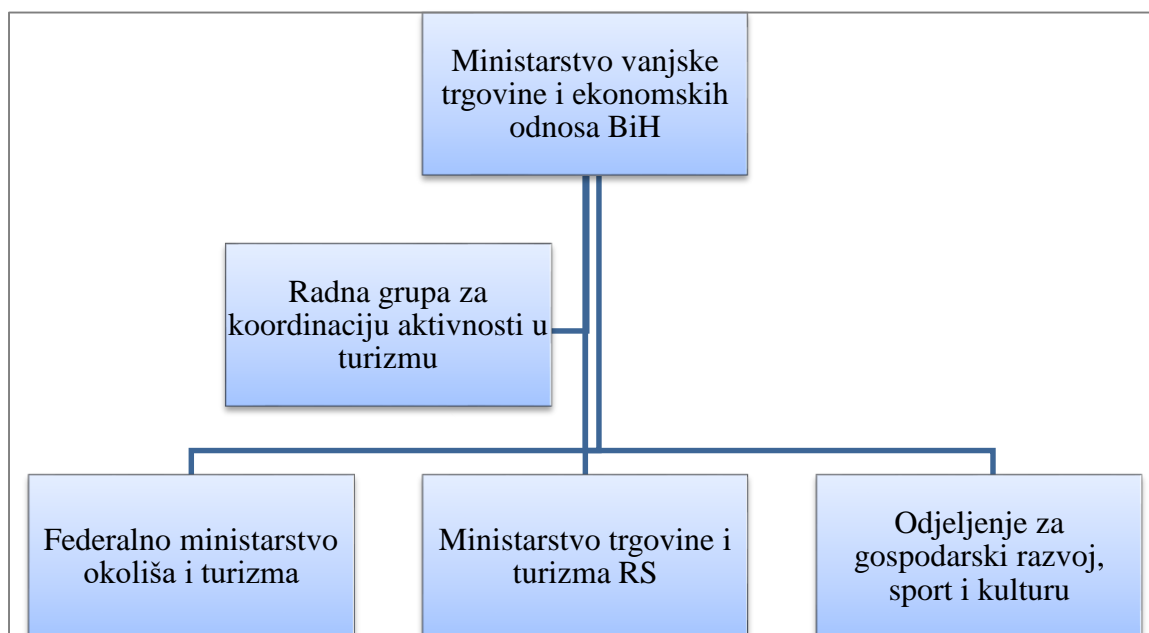 Ministarstvo vanjske
trgovine i ekonomskih
odnosa BiH
Radna grupa za
koordinaciju aktivnosti u
turizmu
Federalno ministarstvo
okoliša i turizma
Ministarstvo trgovine i
turizma RS
Odjeljenje za
gospodarski razvoj,
sport i kulturu